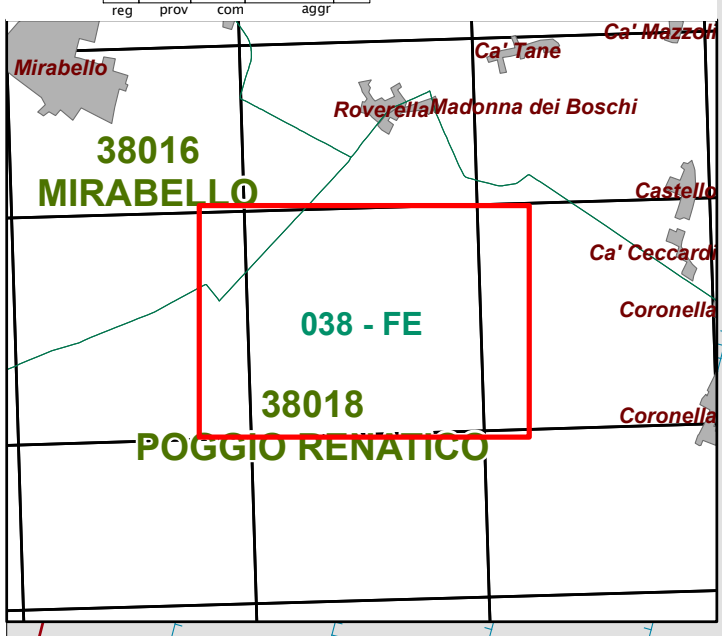 reg prov com aggr
Ca' Mazzoli
Ca' Tane
Mirabello
Roverella Madonna dei Boschi
38016
MIRABELLO
Castello
Ca' Ceccardi
Coronella
038 - FE
38018
Coronella
POGGIO RENATICO